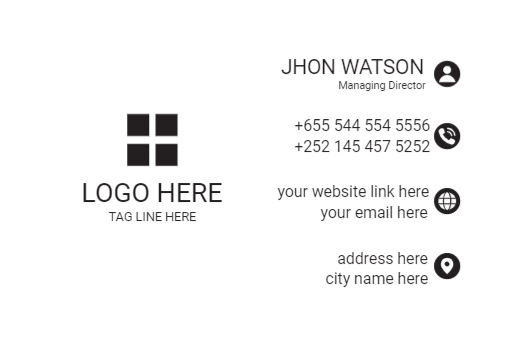 LOGO HERE
TAG LINE HERE
JHON WATSON
Managing Director
+655 544 554 5556
+252 145 457 5252
your website link here
your email here
address here
city name here